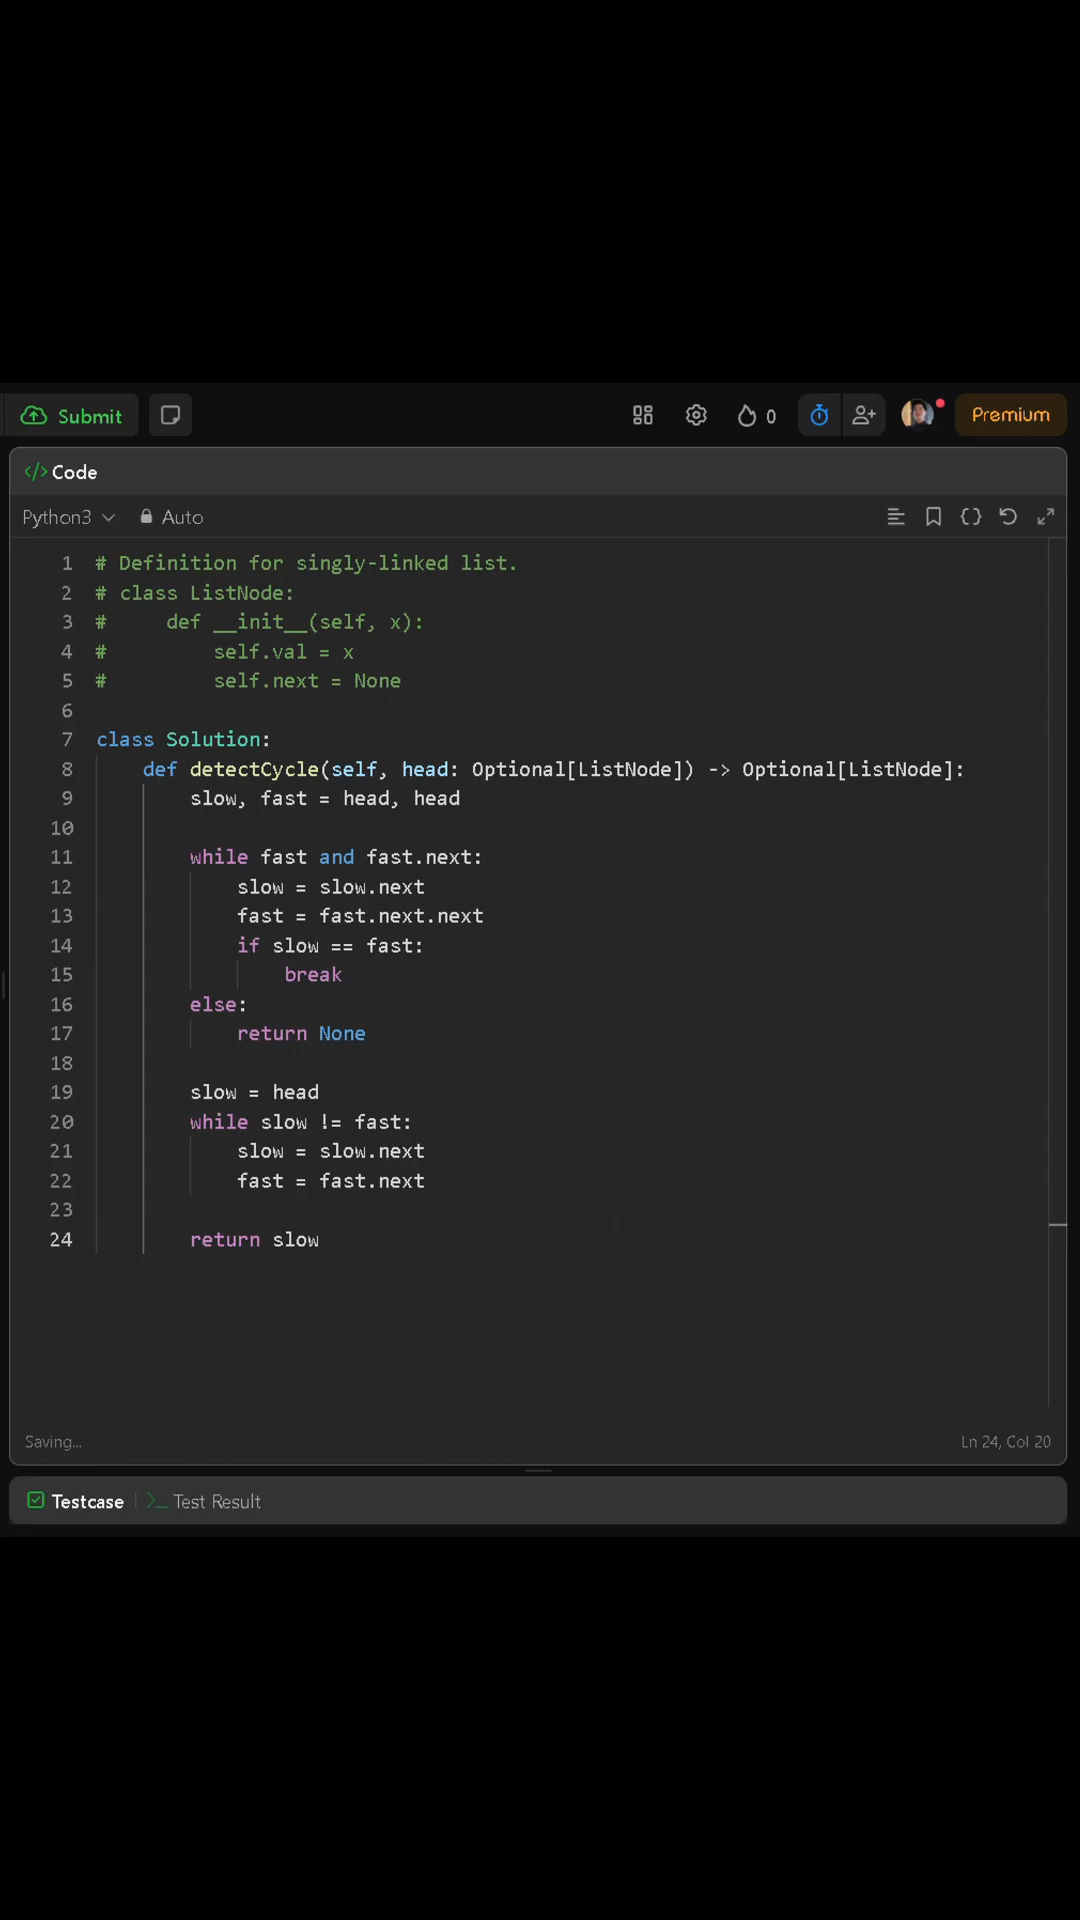 Submit 0 Premium
</> Code
Python3 Auto
1 # Definition for singly-linked list.
2 # class ListNode:
3 #     def __init__(self, x):
4 #         self.val = x
5 #         self.next = None
6
7 class Solution:
8     def detectCycle(self, head: Optional[ListNode]) -> Optional[ListNode]:
9         slow, fast = head, head
10
11         while fast and fast.next:
12             slow = slow.next
13             fast = fast.next.next
14             if slow == fast:
15                 break
16         else:
17             return None
18
19         slow = head
20         while slow != fast:
21             slow = slow.next
22             fast = fast.next
23
24         return slow
Saving... Ln 24, Col 20
Testcase Test Result